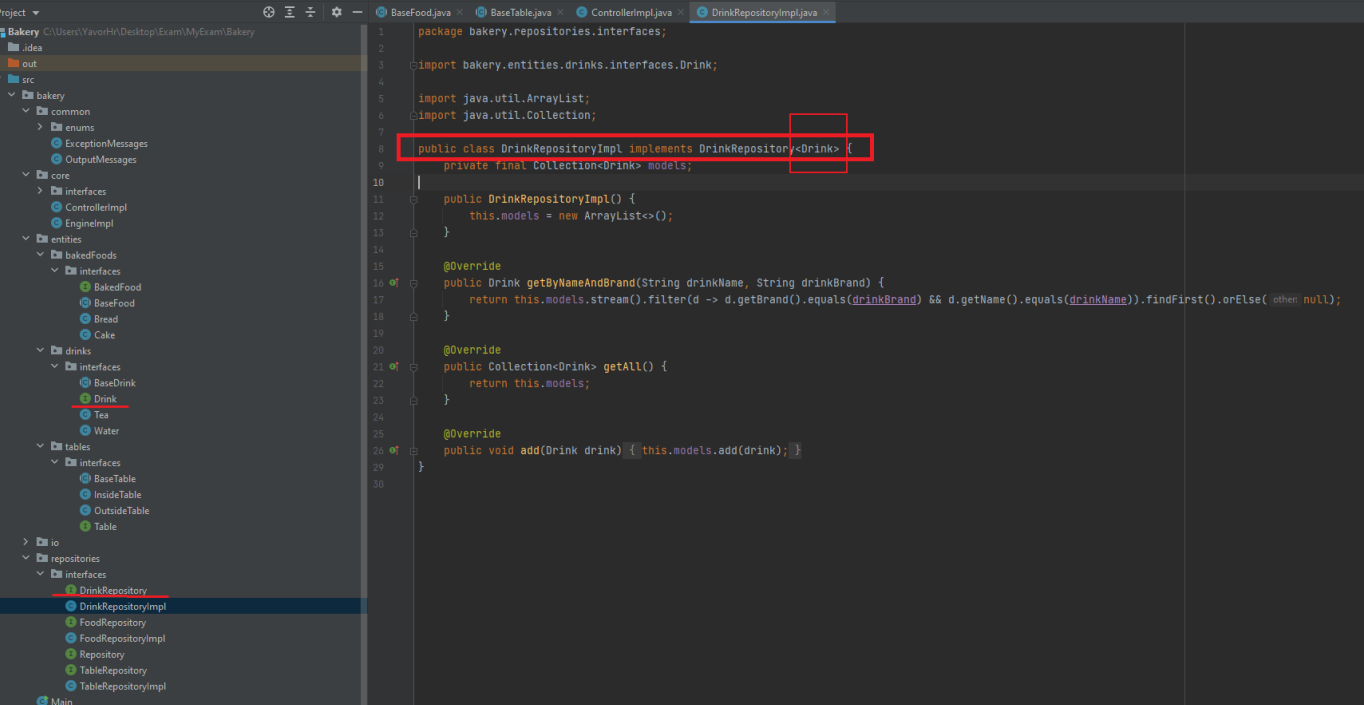 Project
Bakery C:\Users\YavorHr\Desktop\Exam\MyExam\Bakery
.idea
out
src
bakery
common
enums
ExceptionMessages
OutputMessages
core
interfaces
ControllerImpl
EngineImpl
entities
bakedFoods
interfaces
BakedFood
BaseFood
Bread
Cake
drinks
interfaces
BaseDrink
Drink
Tea
Water
tables
interfaces
BaseTable
InsideTable
OutsideTable
Table
io
repositories
interfaces
DrinkRepository
DrinkRepositoryImpl
FoodRepository
FoodRepositoryImpl
Repository
TableRepository
TableRepositoryImpl
Main
BaseFood.java BaseTable.java ControllerImpl.java DrinkRepositoryImpl.java
1 package bakery.repositories.interfaces;
2
3 import bakery.entities.drinks.interfaces.Drink;
4
5 import java.util.ArrayList;
6 import java.util.Collection;
7
8 public class DrinkRepositoryImpl implements DrinkRepository<Drink> {
9 private final Collection<Drink> models;
10
11 public DrinkRepositoryImpl() {
12 this.models = new ArrayList<>();
13 }
14
15 @Override
16 public Drink getByNameAndBrand(String drinkName, String drinkBrand) {
17 return this.models.stream().filter(d -> d.getBrand().equals(drinkBrand) && d.getName().equals(drinkName)).findFirst().orElse( other: null);
18 }
19
20 @Override
21 public Collection<Drink> getAll() {
22 return this.models;
23 }
24
25 @Override
26 public void add(Drink drink) { this.models.add(drink); }
29 }
30